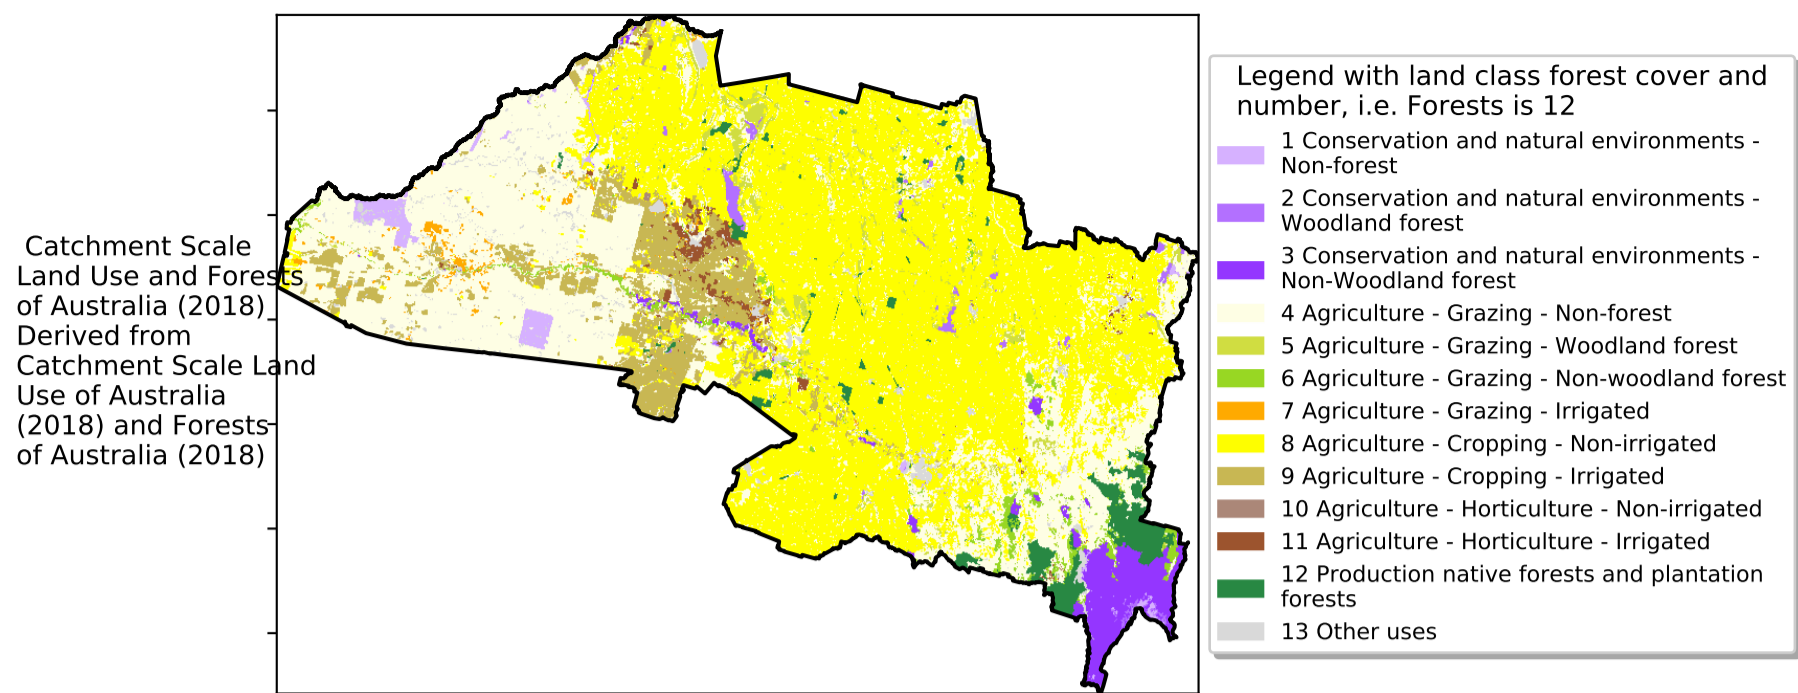 Catchment Scale
Land Use and Forests
of Australia (2018)
Derived from
Catchment Scale Land
Use of Australia
(2018) and Forests
of Australia (2018)
Legend with land class forest cover and
number, i.e. Forests is 12
1 Conservation and natural environments -
Non-forest
2 Conservation and natural environments -
Woodland forest
3 Conservation and natural environments -
Non-Woodland forest
4 Agriculture - Grazing - Non-forest
5 Agriculture - Grazing - Woodland forest
6 Agriculture - Grazing - Non-woodland forest
7 Agriculture - Grazing - Irrigated
8 Agriculture - Cropping - Non-irrigated
9 Agriculture - Cropping - Irrigated
10 Agriculture - Horticulture - Non-irrigated
11 Agriculture - Horticulture - Irrigated
12 Production native forests and plantation
forests
13 Other uses